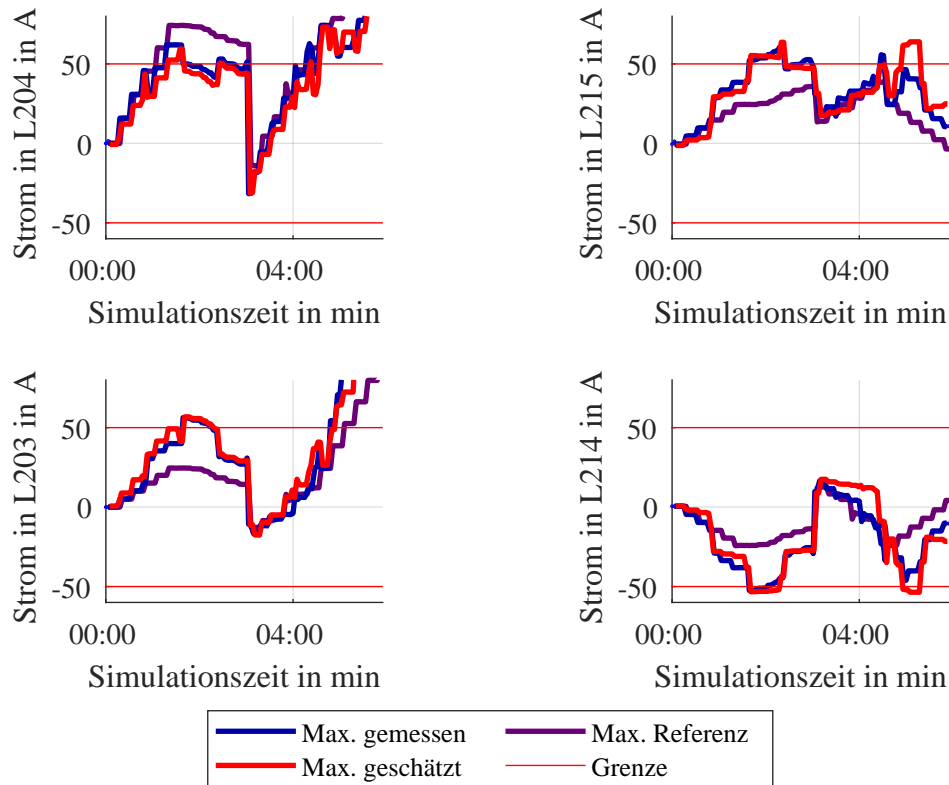 Strom in L204 in A
50
0
-50
00:00
04:00
Simulationszeit in min
Strom in L215 in A
50
0
-50
00:00
04:00
Simulationszeit in min
Strom in L203 in A
50
0
-50
00:00
04:00
Simulationszeit in min
Strom in L214 in A
50
0
-50
00:00
04:00
Simulationszeit in min
Max. gemessen
Max. Referenz
Max. geschätzt
Grenze